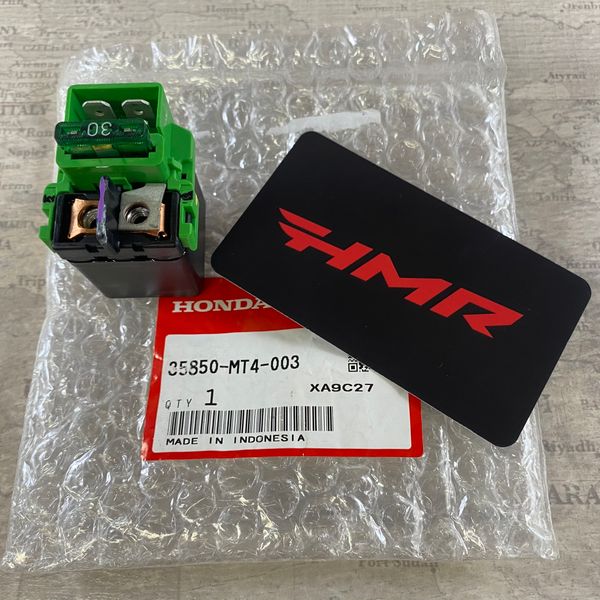 30
HMR
HONDA
35850-MT4-003
XA9C27
QTY 1
MADE IN INDONESIA